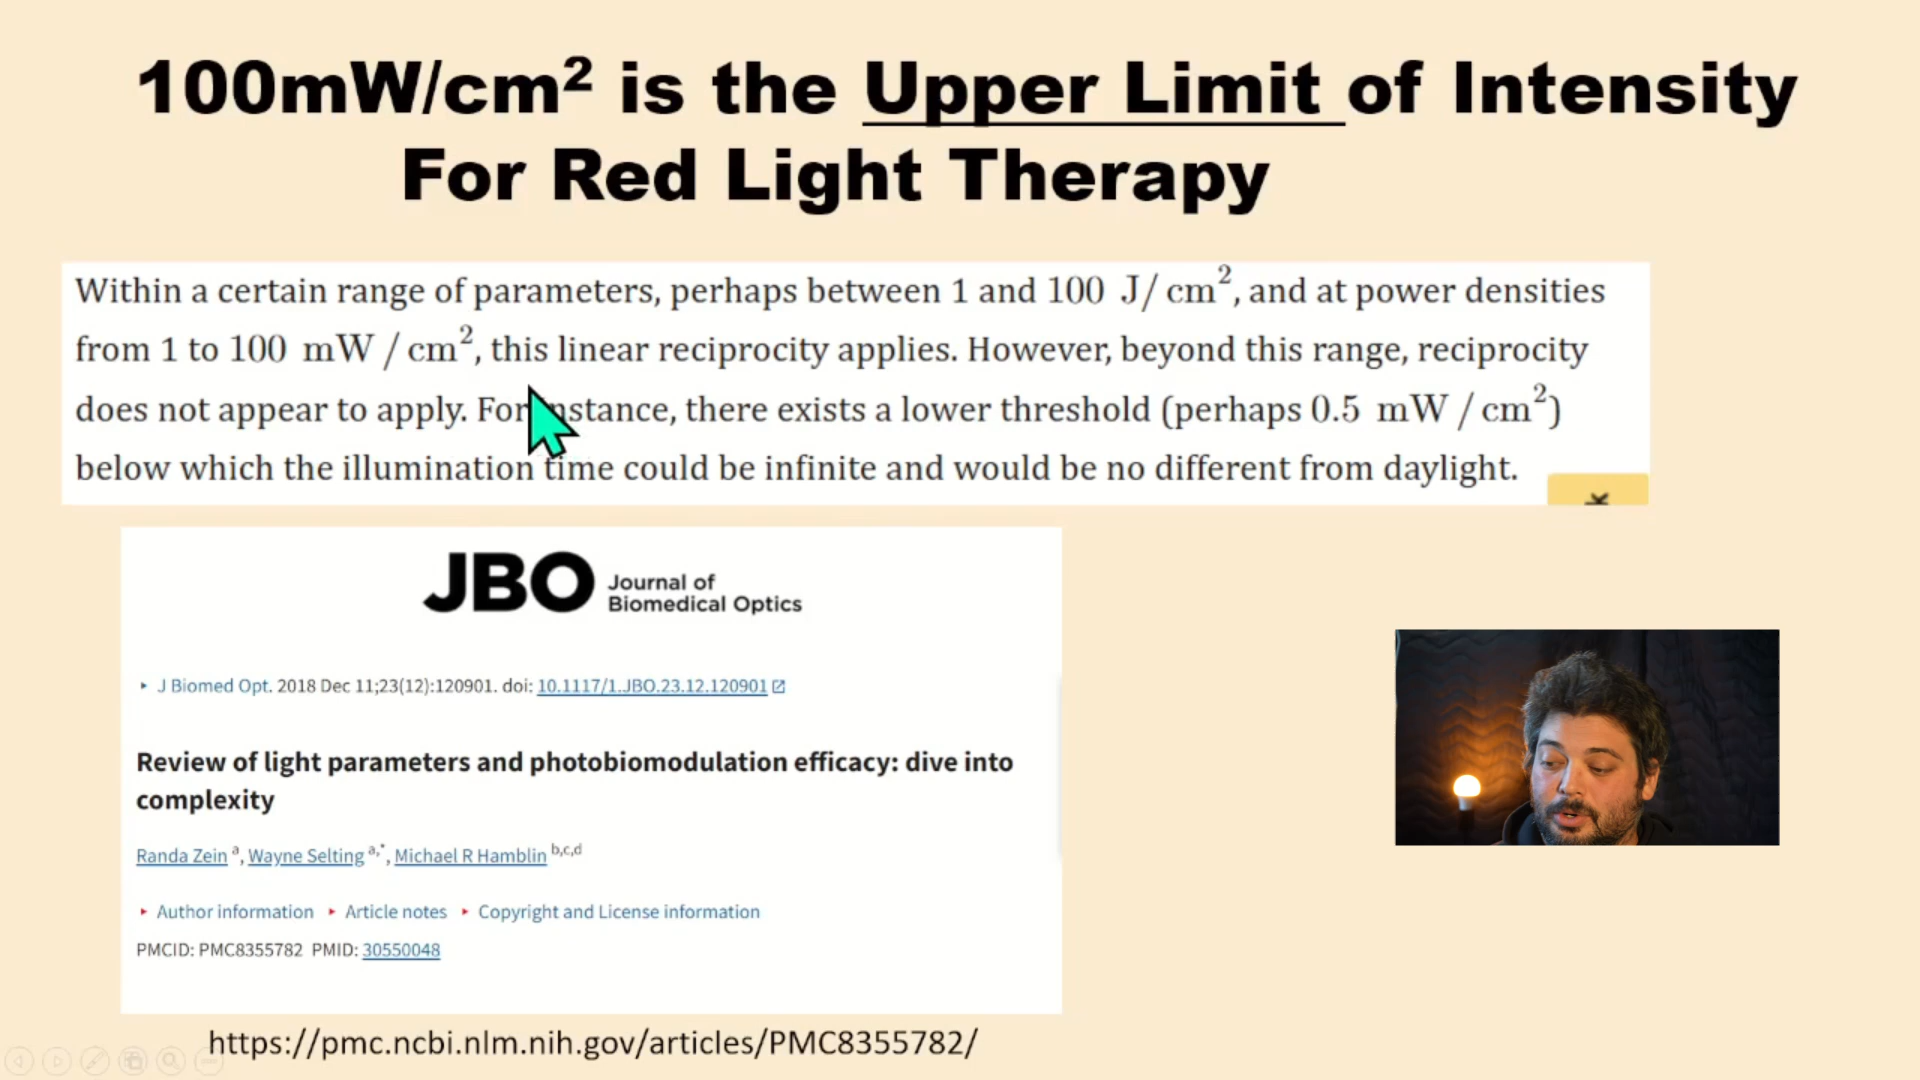 100mW/cm² is the Upper Limit of Intensity
For Red Light Therapy
Within a certain range of parameters, perhaps between 1 and 100 J/cm², and at power densities
from 1 to 100 mW/cm², this linear reciprocity applies. However, beyond this range, reciprocity
does not appear to apply. For instance, there exists a lower threshold (perhaps 0.5 mW/cm²)
below which the illumination time could be infinite and would be no different from daylight.
JBO Journal of
Biomedical Optics
J Biomed Opt. 2018 Dec 11;23(12):120901. doi: 10.1117/1.JBO.23.12.120901
Review of light parameters and photobiomodulation efficacy: dive into
complexity
Randa Zein a, Wayne Selting a,*, Michael R Hamblin b,c,d
Author information Article notes Copyright and License information
PMCID: PMC8355782 PMID: 30550048
https://pmc.ncbi.nlm.nih.gov/articles/PMC8355782/